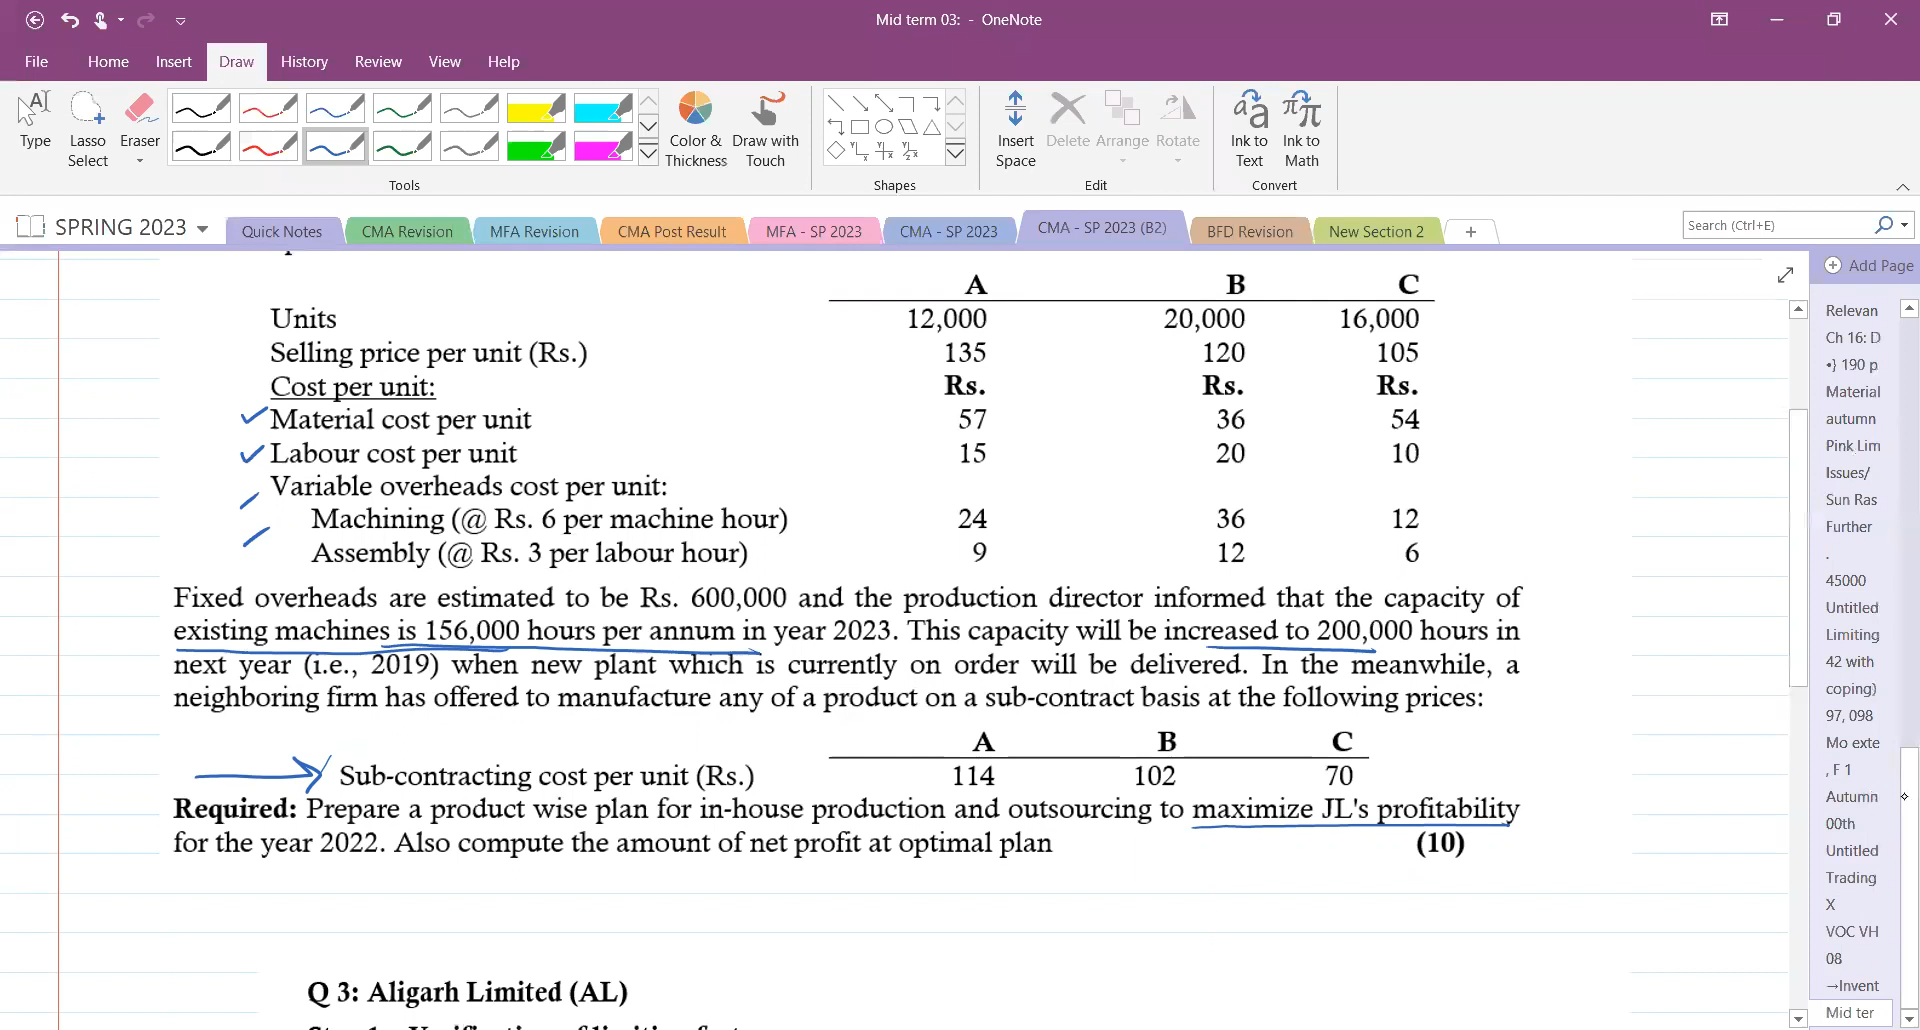 Mid term 03: - OneNote
File Home Insert Draw History Review View Help
Type
Lasso Select
Eraser
Color & Thickness
Draw with Touch
Insert Space
Delete
Arrange
Rotate
Ink to Text
Ink to Math
Tools Shapes Edit Convert
SPRING 2023
Quick Notes CMA Revision MFA Revision CMA Post Result MFA - SP 2023 CMA - SP 2023 CMA - SP 2023 (B2) BFD Revision New Section 2 +
Search (Ctrl+E)
A B C
Units 12,000 20,000 16,000
Selling price per unit (Rs.) 135 120 105
Cost per unit: Rs. Rs. Rs.
Material cost per unit 57 36 54
Labour cost per unit 15 20 10
Variable overheads cost per unit:
Machining (@ Rs. 6 per machine hour) 24 36 12
Assembly (@ Rs. 3 per labour hour) 9 12 6
Fixed overheads are estimated to be Rs. 600,000 and the production director informed that the capacity of
existing machines is 156,000 hours per annum in year 2023. This capacity will be increased to 200,000 hours in
next year (i.e., 2019) when new plant which is currently on order will be delivered. In the meanwhile, a
neighboring firm has offered to manufacture any of a product on a sub-contract basis at the following prices:
A B C
Sub-contracting cost per unit (Rs.) 114 102 70
Required: Prepare a product wise plan for in-house production and outsourcing to maximize JL's profitability
for the year 2022. Also compute the amount of net profit at optimal plan (10)
Q 3: Aligarh Limited (AL)
Add Page
Relevan
Ch 16: D
•} 190 p
Material
autumn
Pink Lim
Issues/
Sun Ras
Further
.
45000
Untitled
Limiting
42 with
coping)
97, 098
Mo exte
, F 1
Autumn
00th
Untitled
Trading
X
VOC VH
08
→Invent
Mid ter